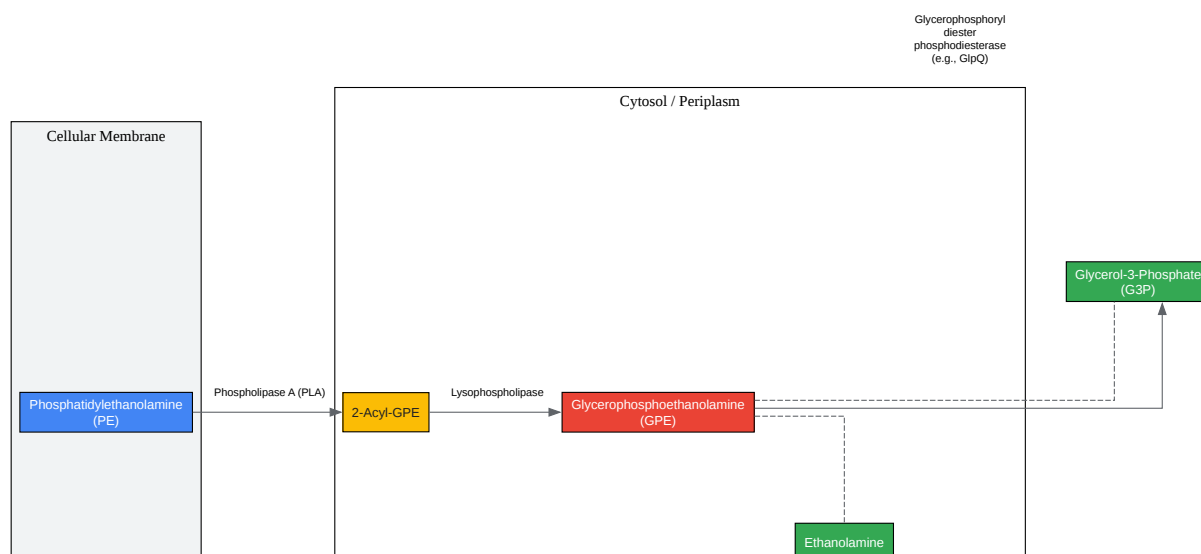 Glycerophosphoryl
diester
phosphodiesterase
(e.g., GlpQ)
Cytosol / Periplasm
Cellular Membrane
Glycerol-3-Phosphate
(G3P)
Phosphatidylethanolamine
(PE)
Phospholipase A (PLA)
2-Acyl-GPE
Lysophospholipase
Glycerophosphoethanolamine
(GPE)
Ethanolamine